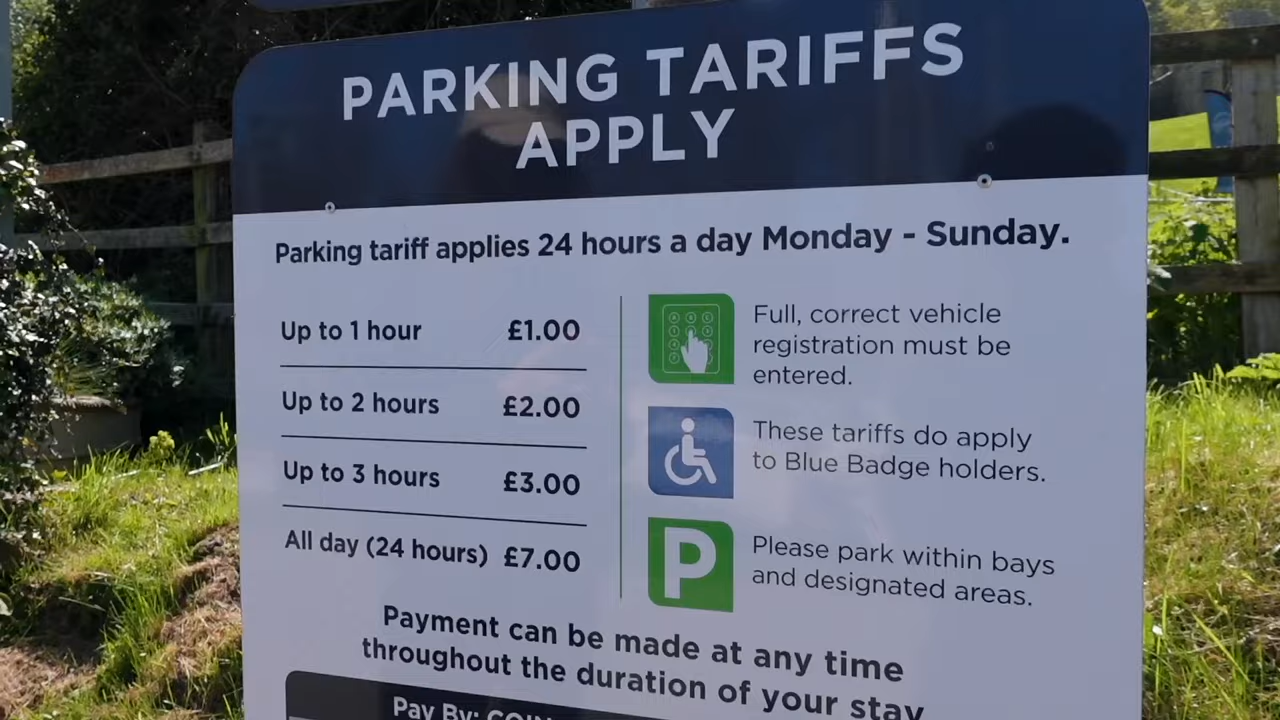 PARKING TARIFFS
APPLY
Parking tariff applies 24 hours a day Monday - Sunday.
Up to 1 hour £1.00
Up to 2 hours £2.00
Up to 3 hours £3.00
All day (24 hours) £7.00
Full, correct vehicle
registration must be
entered.
These tariffs do apply
to Blue Badge holders.
P
Please park within bays
and designated areas.
Payment can be made at any time
throughout the duration of your stay
Pay By: